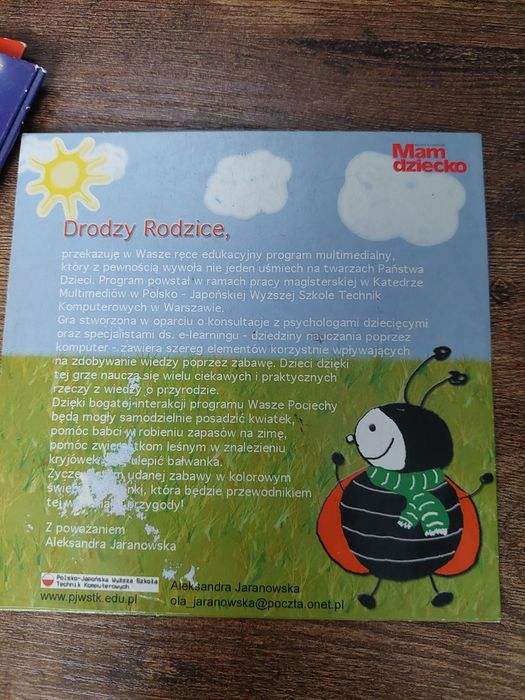 Mam
dziecko
Drodzy Rodzice,
przekazuję w Wasze ręce edukacyjny program multimedialny,
który z pewnością wywoła nie jeden uśmiech na twarzach Państwa
Dzieci. Program powstał w ramach pracy magisterskiej w Katedrze
Multimediów w Polsko - Japońskiej Wyższej Szkole Technik
Komputerowych w Warszawie.
Gra stworzona w oparciu o konsultacje z psychologami dziecięcymi
oraz specjalistami ds. e-learningu - dziedziny nauczania poprzez
komputer - zawiera szereg elementów korzystnie wpływających
na zdobywanie wiedzy poprzez zabawę. Dzieci dzięki
tej grze nauczą się wielu ciekawych i praktycznych
rzeczy z wiedzy o przyrodzie.
Dzięki bogatej interakcji programu Wasze Pociechy
będą mogły samodzielnie posadzić kwiatek,
pomóc babci w robieniu zapasów na zimę,
pomóc zwierzątkom leśnym w znalezieniu
ulepić bałwanka.
udanej zabawy w kolorowym
która będzie przewodnikiem
tej przygody!
Z poważaniem
Aleksandra Jaranowska
Polsko-Japońska Wyższa Szkoła
Technik Komputerowych
www.pjwstk.edu.pl
Aleksandra Jaranowska
ola_jaranowska@poczta.onet.pl